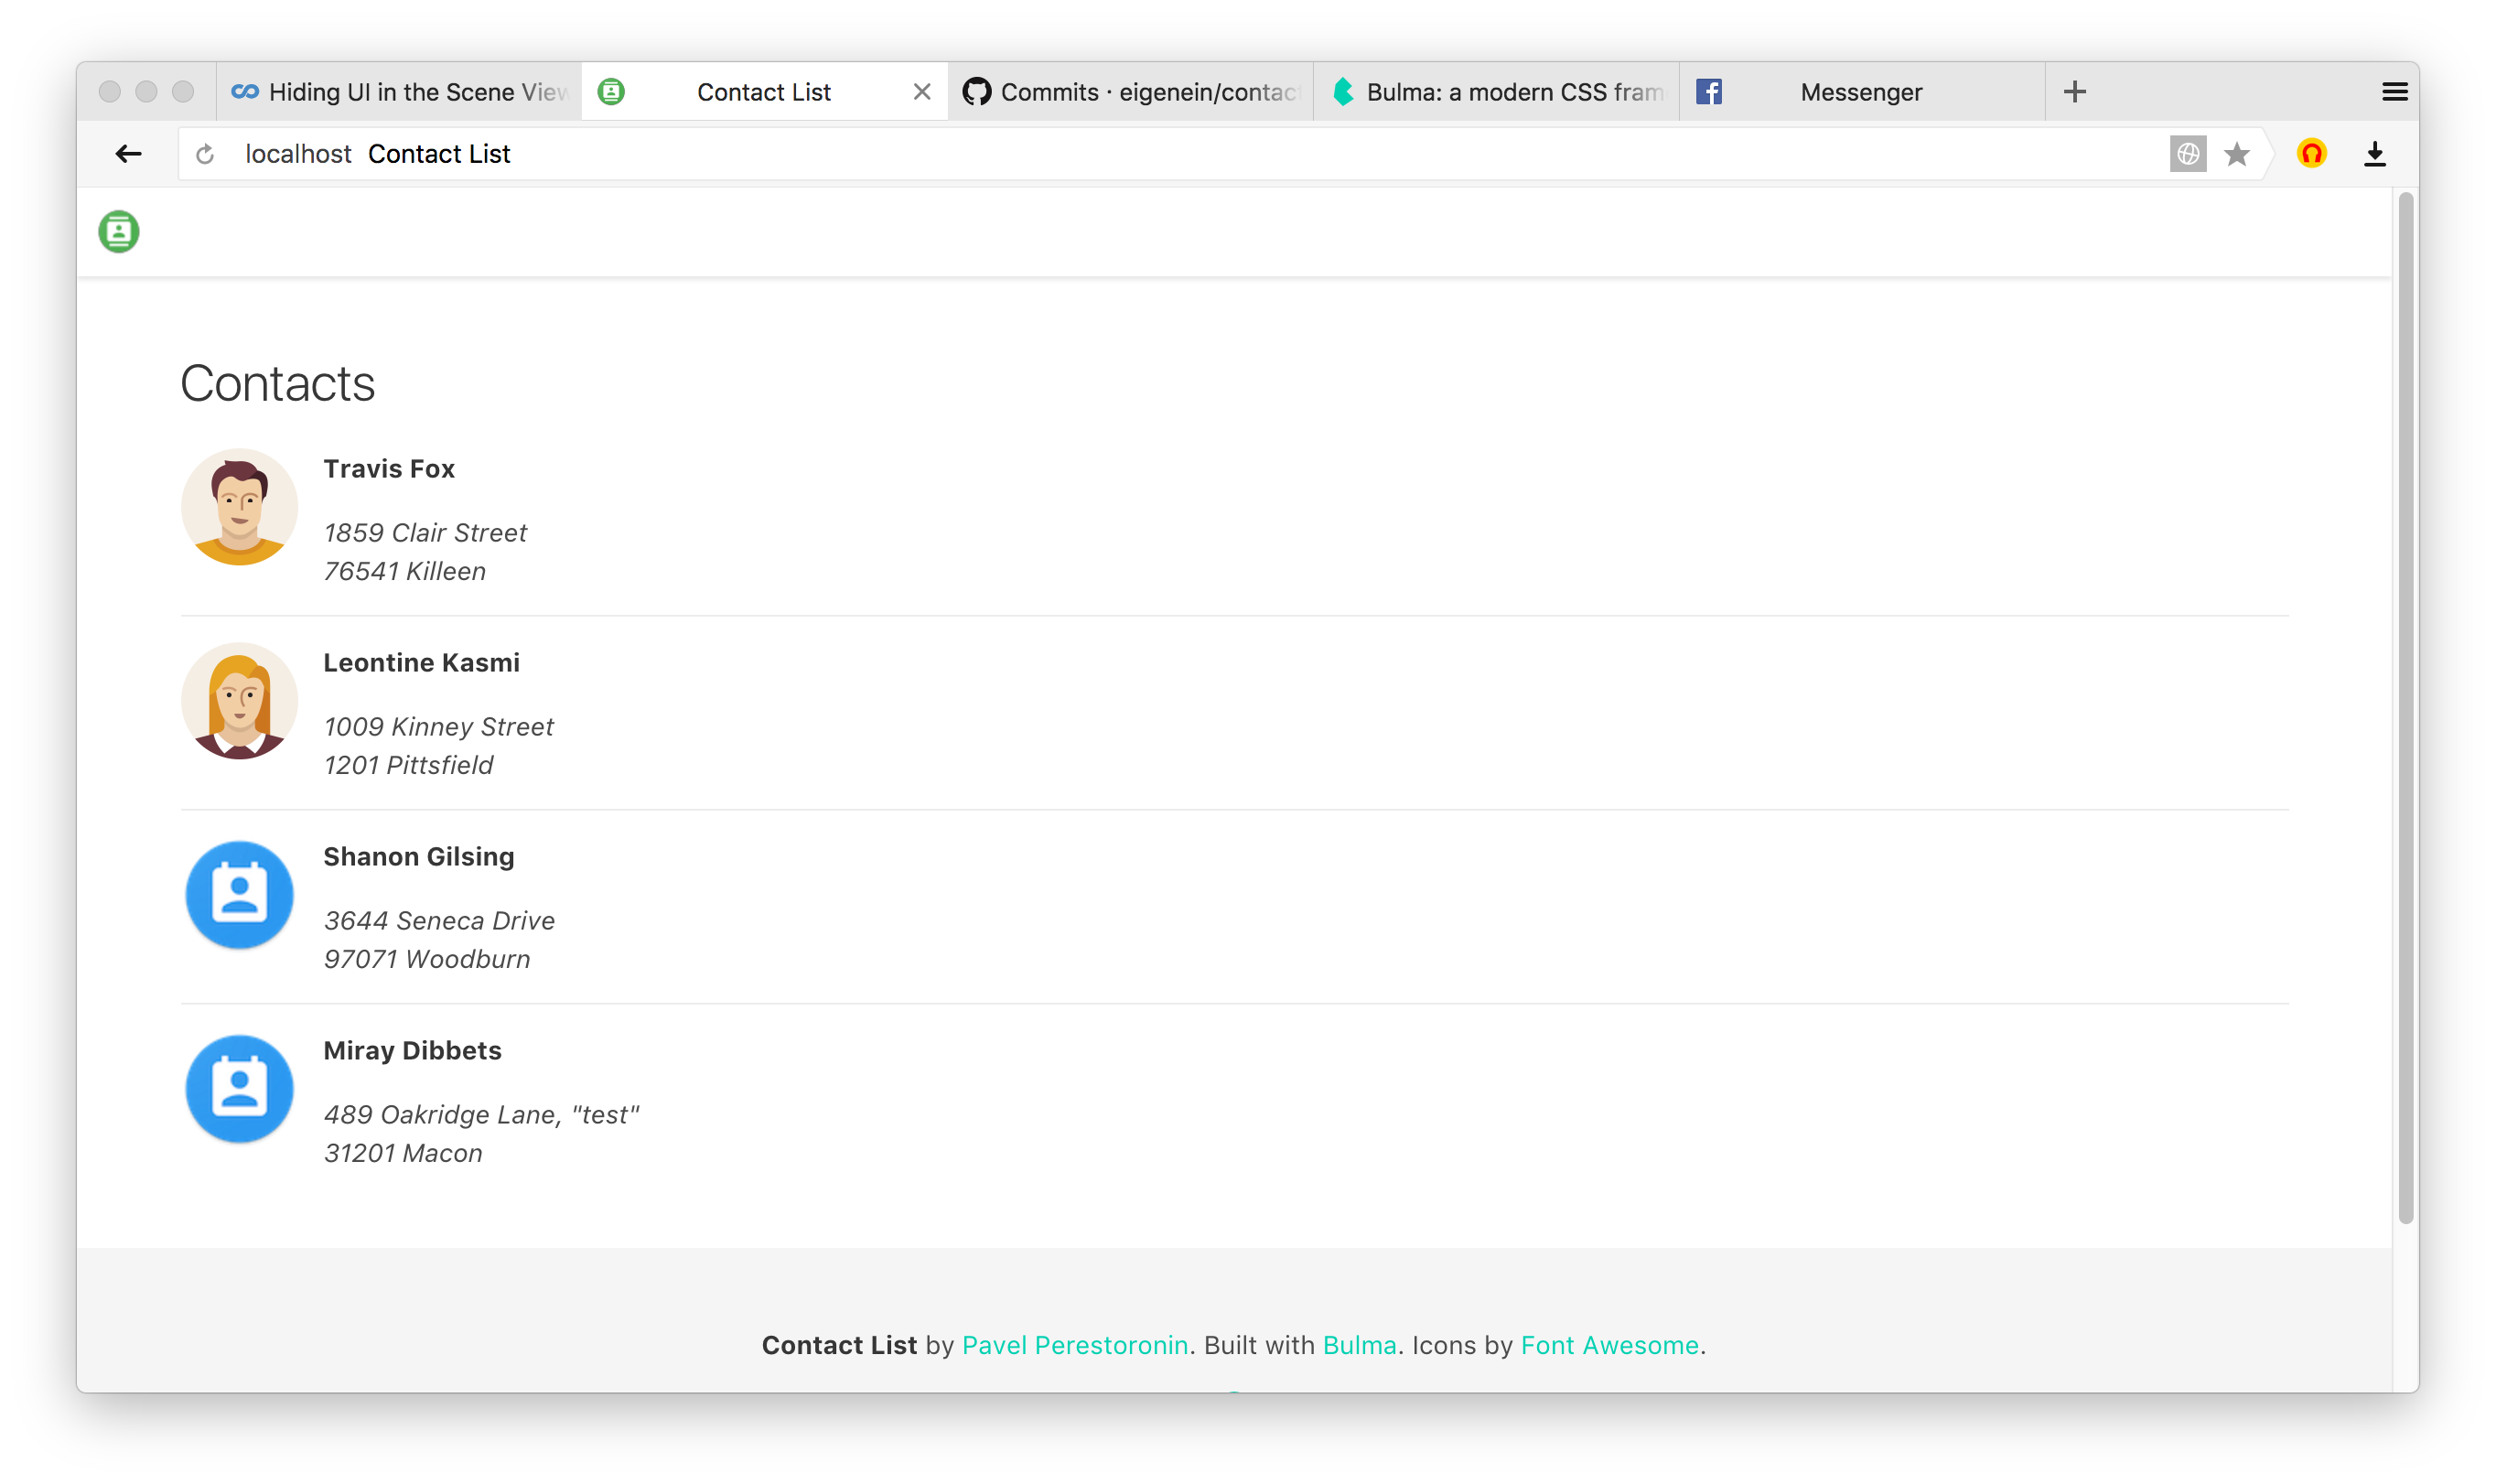 Hiding UI in the Scene View
Contact List
Commits · eigenein/contac
Bulma: a modern CSS fram
Messenger
localhost Contact List
Contacts
Travis Fox
1859 Clair Street
76541 Killeen
Leontine Kasmi
1009 Kinney Street
1201 Pittsfield
Shanon Gilsing
3644 Seneca Drive
97071 Woodburn
Miray Dibbets
489 Oakridge Lane, "test"
31201 Macon
Contact List by Pavel Perestoronin. Built with Bulma. Icons by Font Awesome.